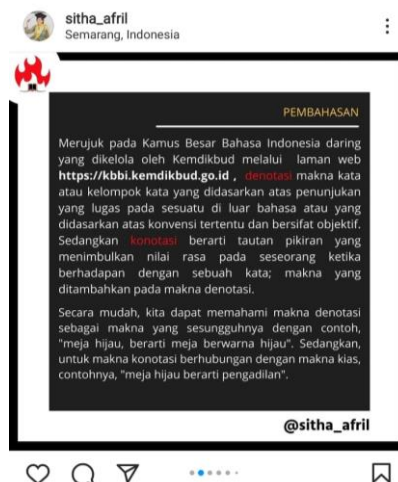 sitha_afril
Semarang, Indonesia
PEMBAHASAN
Merujuk pada Kamus Besar Bahasa Indonesia daring
yang dikelola oleh Kemdikbud melalui laman web
https://kbbi.kemdikbud.go.id , denotasi makna kata
atau kelompok kata yang didasarkan atas penunjukan
yang lugas pada sesuatu di luar bahasa atau yang
didasarkan atas konvensi tertentu dan bersifat objektif.
Sedangkan konotasi berarti tautan pikiran yang
menimbulkan nilai rasa pada seseorang ketika
berhadapan dengan sebuah kata; makna yang
ditambahkan pada makna denotasi.
Secara mudah, kita dapat memahami makna denotasi
sebagai makna yang sesungguhnya dengan contoh,
"meja hijau, berarti meja berwarna hijau". Sedangkan,
untuk makna konotasi berhubungan dengan makna kias,
contohnya, "meja hijau berarti pengadilan".
@sitha_afril